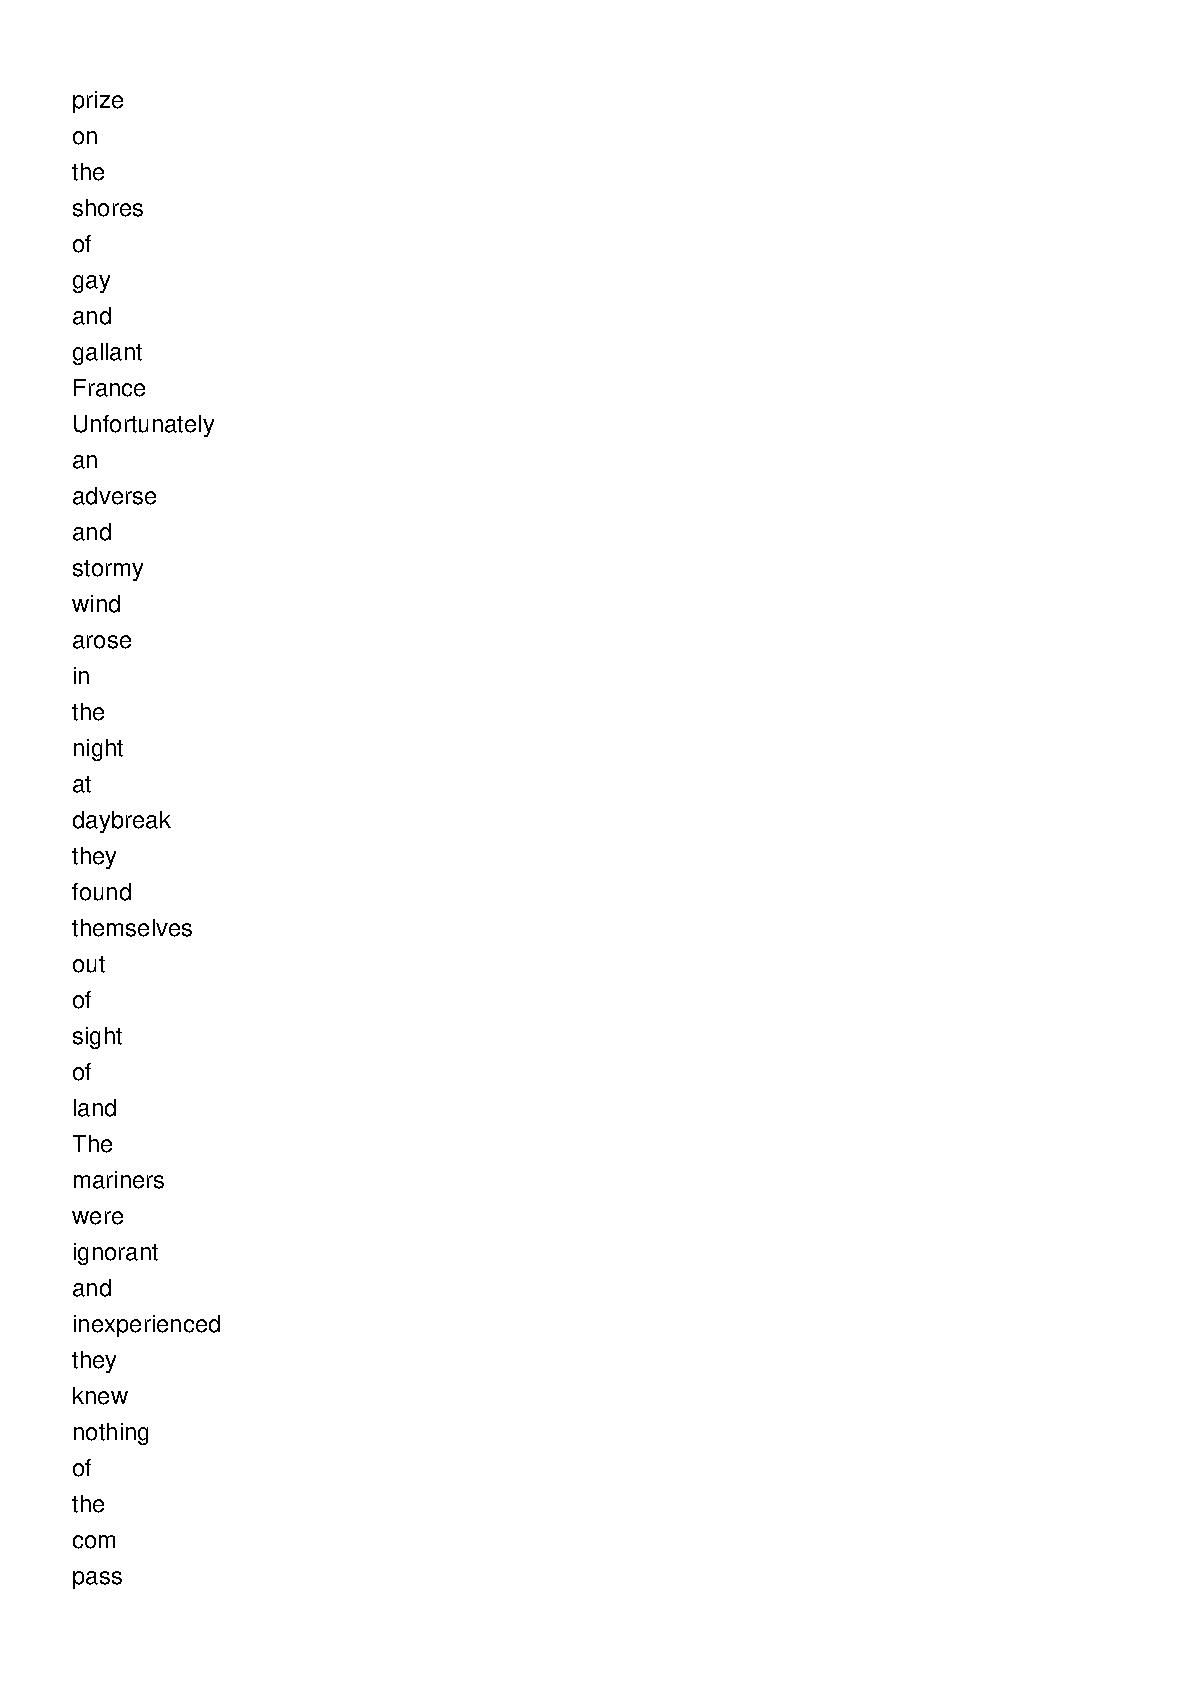 prize
on
the
shores
of
gay
and
gallant
France
Unfortunately
an
adverse
and
stormy
wind
arose
in
the
night
at
daybreak
they
found
themselves
out
of
sight
of
land
The
mariners
were
ignorant
and
inexperienced
they
knew
nothing
of
the
com
pass